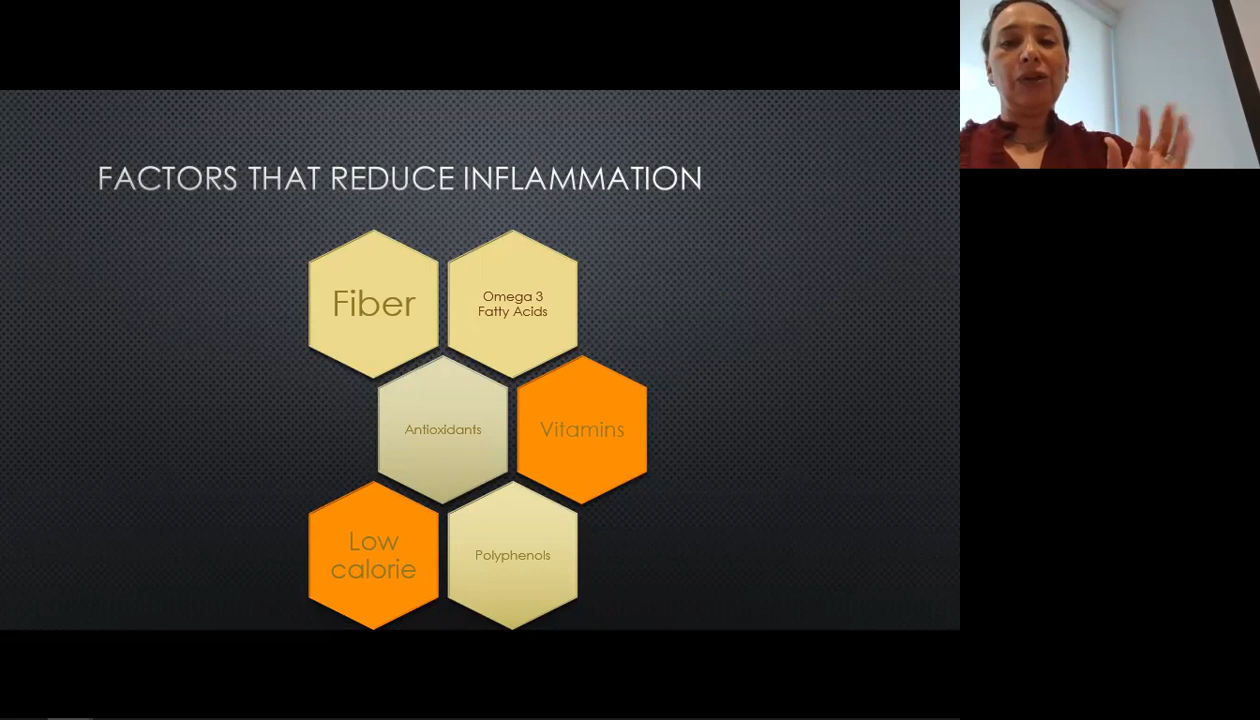 FACTORS THAT REDUCE INFLAMMATION
Fiber
Omega 3
Fatty Acids
Antioxidants
Vitamins
Low
calorie
Polyphenols